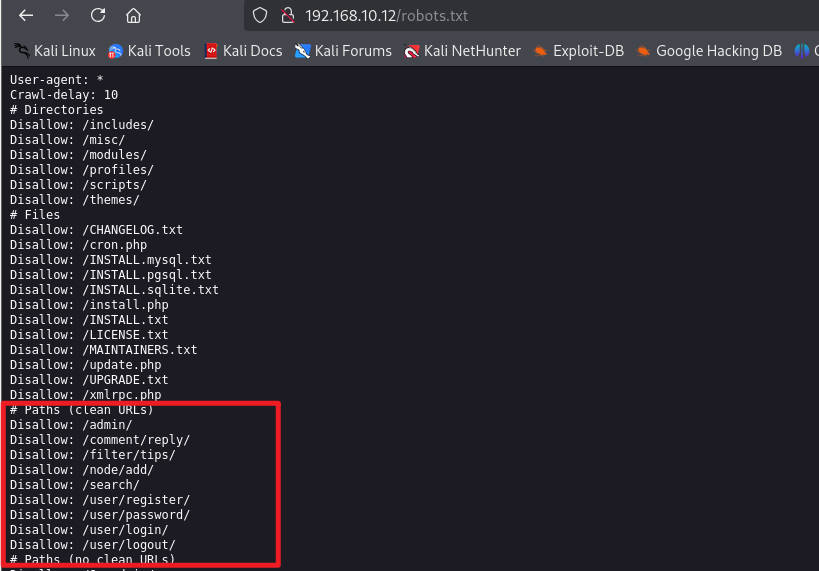 192.168.10.12/robots.txt
Kali Linux Kali Tools Kali Docs Kali Forums Kali NetHunter Exploit-DB Google Hacking DB
User-agent: *
Crawl-delay: 10
# Directories
Disallow: /includes/
Disallow: /misc/
Disallow: /modules/
Disallow: /profiles/
Disallow: /scripts/
Disallow: /themes/
# Files
Disallow: /CHANGELOG.txt
Disallow: /cron.php
Disallow: /INSTALL.mysql.txt
Disallow: /INSTALL.pgsql.txt
Disallow: /INSTALL.sqlite.txt
Disallow: /install.php
Disallow: /INSTALL.txt
Disallow: /LICENSE.txt
Disallow: /MAINTAINERS.txt
Disallow: /update.php
Disallow: /UPGRADE.txt
Disallow: /xmlrpc.php
# Paths (clean URLs)
Disallow: /admin/
Disallow: /comment/reply/
Disallow: /filter/tips/
Disallow: /node/add/
Disallow: /search/
Disallow: /user/register/
Disallow: /user/password/
Disallow: /user/login/
Disallow: /user/logout/
# Paths (no clean URLs)